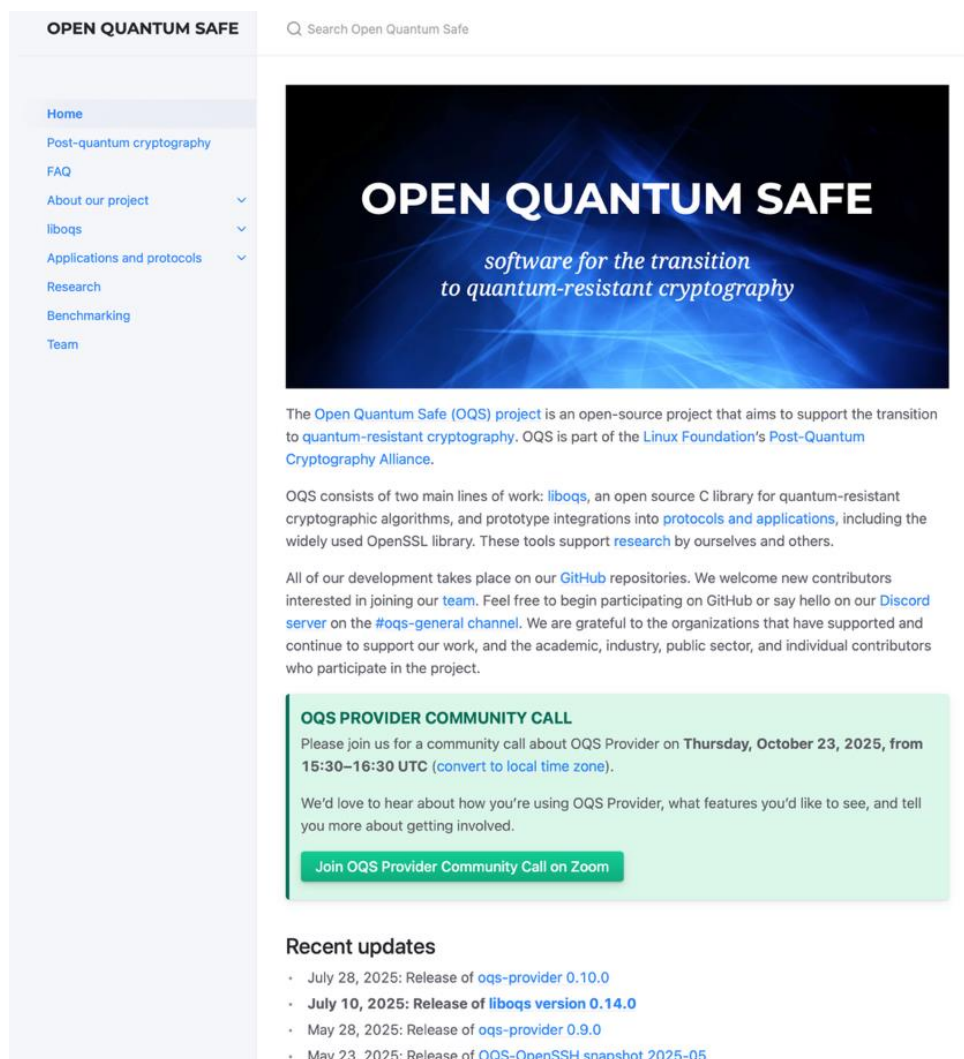 OPEN QUANTUM SAFE
Search Open Quantum Safe
Home
Post-quantum cryptography
FAQ
About our project
liboqs
Applications and protocols
Research
Benchmarking
Team
OPEN QUANTUM SAFE
software for the transition
to quantum-resistant cryptography
The Open Quantum Safe (OQS) project is an open-source project that aims to support the transition
to quantum-resistant cryptography. OQS is part of the Linux Foundation's Post-Quantum
Cryptography Alliance.
OQS consists of two main lines of work: liboqs, an open source C library for quantum-resistant
cryptographic algorithms, and prototype integrations into protocols and applications, including the
widely used OpenSSL library. These tools support research by ourselves and others.
All of our development takes place on our GitHub repositories. We welcome new contributors
interested in joining our team. Feel free to begin participating on GitHub or say hello on our Discord
server on the #oqs-general channel. We are grateful to the organizations that have supported and
continue to support our work, and the academic, industry, public sector, and individual contributors
who participate in the project.
OQS PROVIDER COMMUNITY CALL
Please join us for a community call about OQS Provider on Thursday, October 23, 2025, from
15:30–16:30 UTC (convert to local time zone).
We'd love to hear about how you're using OQS Provider, what features you'd like to see, and tell
you more about getting involved.
Join OQS Provider Community Call on Zoom
Recent updates
• July 28, 2025: Release of oqs-provider 0.10.0
• July 10, 2025: Release of liboqs version 0.14.0
• May 28, 2025: Release of oqs-provider 0.9.0
• May 23, 2025: Release of OQS-OpenSSH snapshot 2025-05